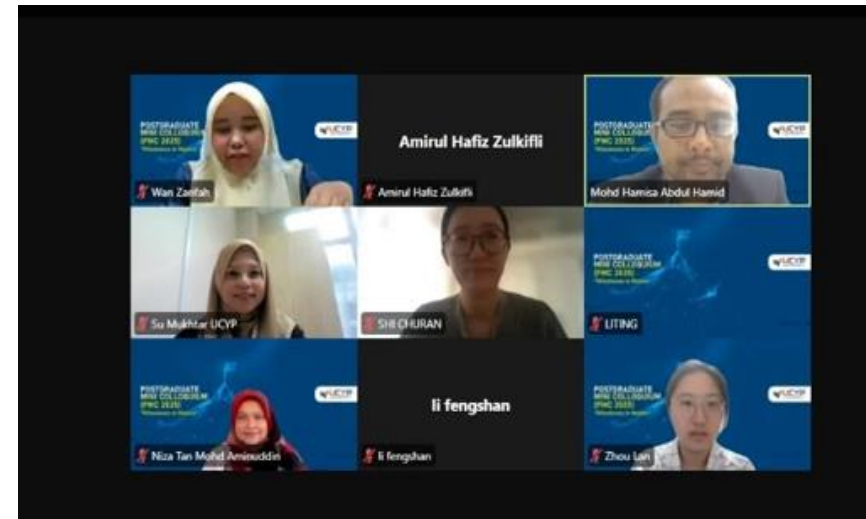 POSTGRADUATE
MINI COLLOQUIUM
(PMC 2025)
UCYP
Wan Zanfah
Amirul Hafiz Zulkifli
Amirul Hafiz Zulkifli
POSTGRADUATE
MINI COLLOQUIUM
(PMC 2025)
UCYP
Mohd Hamisa Abdul Hamid
Su Mukhtar UCYP
SHI CHURAN
POSTGRADUATE
MINI COLLOQUIUM
(PMC 2025)
UCYP
LITING
POSTGRADUATE
MINI COLLOQUIUM
(PMC 2025)
UCYP
Niza Tan Mohd Aminuddin
li fengshan
li fengshan
POSTGRADUATE
MINI COLLOQUIUM
(PMC 2025)
UCYP
Zhou Lan